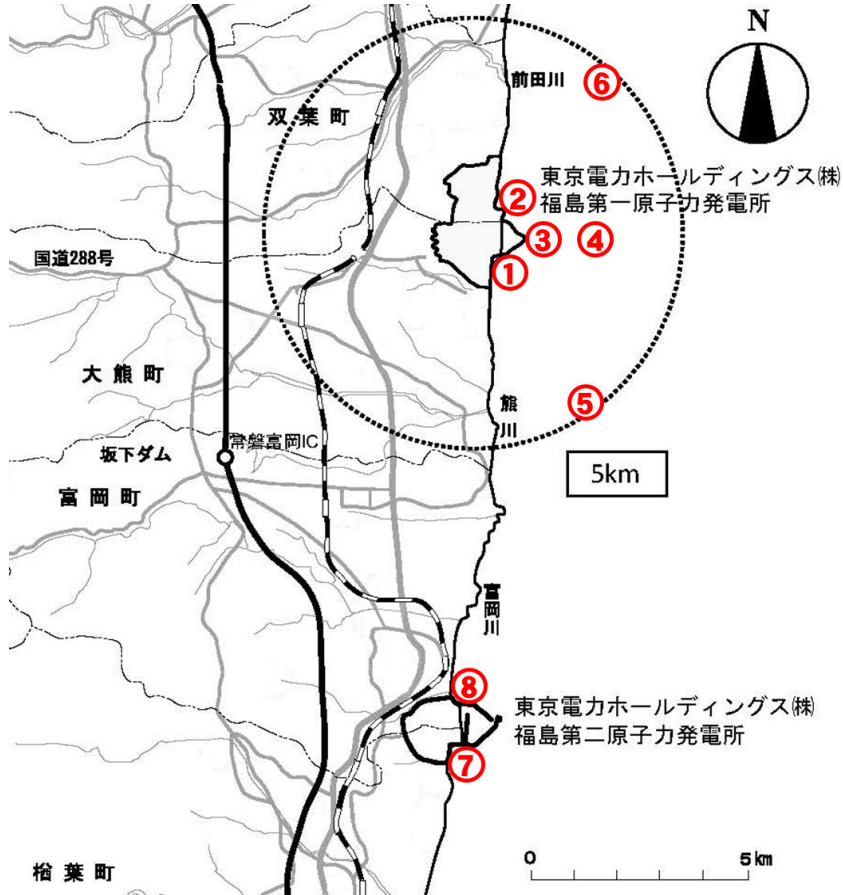 N
前田川
⑥
双葉町
東京電力ホールディングス㈱
福島第一原子力発電所
②
③
④
①
国道288号
大熊町
熊川
⑤
常磐富岡IC
坂下ダム
5km
富岡町
富岡川
⑧
東京電力ホールディングス㈱
福島第二原子力発電所
⑦
0 5km
楢葉町